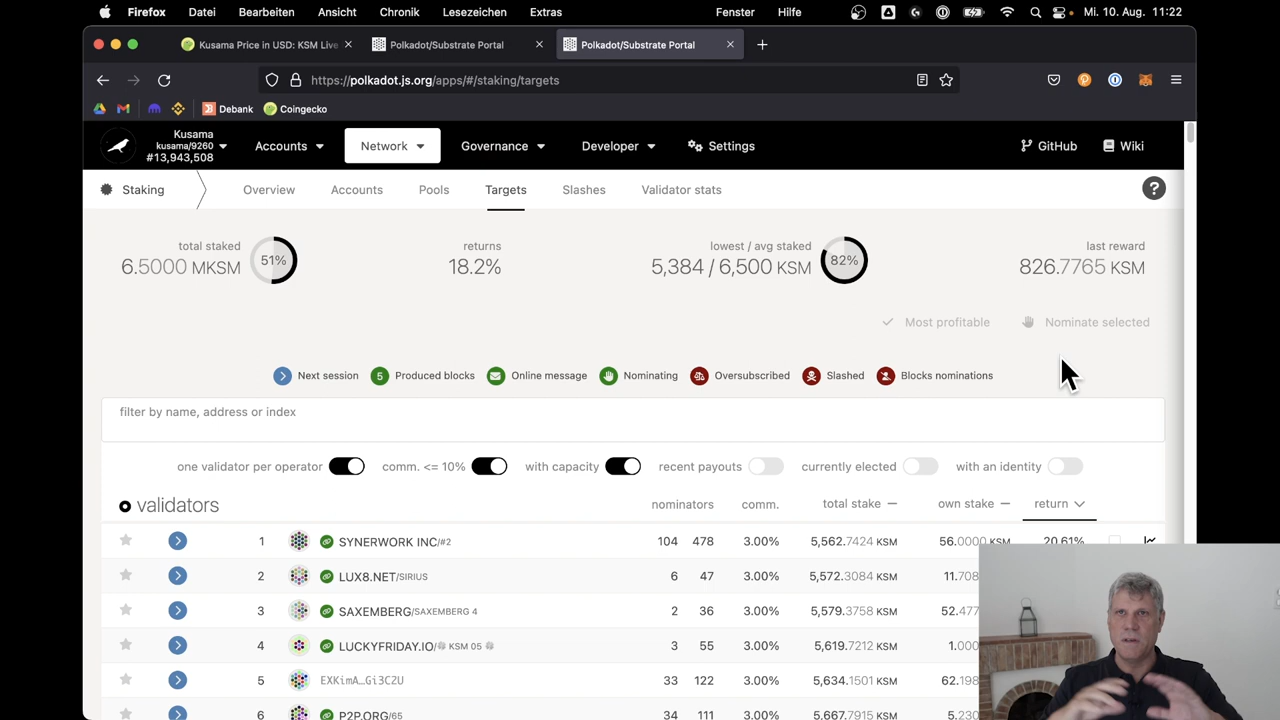 Firefox Datei Bearbeiten Ansicht Chronik Lesezeichen Extras Fenster Hilfe Mi. 10. Aug. 11:22
Kusama Price in USD: KSM Live Polkadot/Substrate Portal Polkadot/Substrate Portal
https://polkadot.js.org/apps/#/staking/targets
Debank Coingecko
Kusama
kusama/9260
#13,943,508
Accounts Network Governance Developer Settings GitHub Wiki
Staking Overview Accounts Pools Targets Slashes Validator stats ?
total staked returns lowest / avg staked last reward
6.5000 MKSM 51% 18.2% 5,384 / 6,500 KSM 82% 826.7765 KSM
Most profitable Nominate selected
Next session 5 Produced blocks Online message Nominating Oversubscribed Slashed Blocks nominations
filter by name, address or index
one validator per operator comm. <= 10% with capacity recent payouts currently elected with an identity
validators nominators comm. total stake own stake return
1 SYNERWORK INC/#2 104 478 3.00% 5,562.7424 KSM 56.0000 KSM 20.61%
2 LUX8.NET/SIRIUS 6 47 3.00% 5,572.3084 KSM 11.708
3 SAXEMBERG/SAXEMBERG 4 2 36 3.00% 5,579.3758 KSM 52.477
4 LUCKYFRIDAY.IO/ KSM 05 3 55 3.00% 5,619.7212 KSM 1.000
5 EXKimA…Gi3CZU 33 122 3.00% 5,634.1501 KSM 62.198
6 P2P.ORG/65 34 111 3.00% 5,667.7915 KSM 5.230